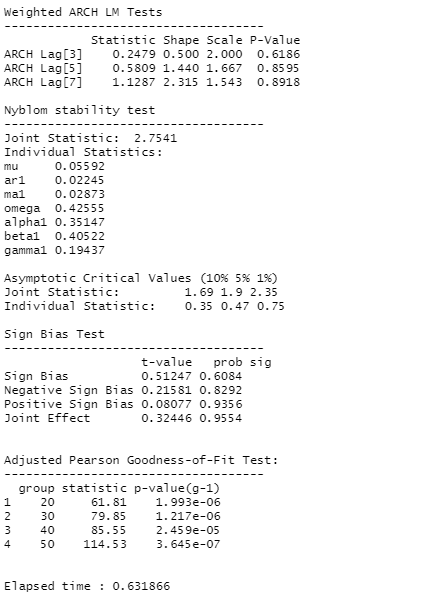 Weighted ARCH LM Tests
------------------------------------
            Statistic Shape Scale P-Value
ARCH Lag[3]    0.2479 0.500 2.000  0.6186
ARCH Lag[5]    0.5809 1.440 1.667  0.8595
ARCH Lag[7]    1.1287 2.315 1.543  0.8918
Nyblom stability test
------------------------------------
Joint Statistic:  2.7541
Individual Statistics:
mu     0.05592
ar1    0.02245
ma1    0.02873
omega  0.42555
alpha1 0.35147
beta1  0.40522
gamma1 0.19437
Asymptotic Critical Values (10% 5% 1%)
Joint Statistic:         1.69 1.9 2.35
Individual Statistic:    0.35 0.47 0.75
Sign Bias Test
------------------------------------
                   t-value   prob sig
Sign Bias          0.51247 0.6084
Negative Sign Bias 0.21581 0.8292
Positive Sign Bias 0.08077 0.9356
Joint Effect       0.32446 0.9554
Adjusted Pearson Goodness-of-Fit Test:
------------------------------------
  group statistic p-value(g-1)
1    20     61.81    1.993e-06
2    30     79.85    1.217e-06
3    40     85.55    2.459e-05
4    50    114.53    3.645e-07
Elapsed time : 0.631866